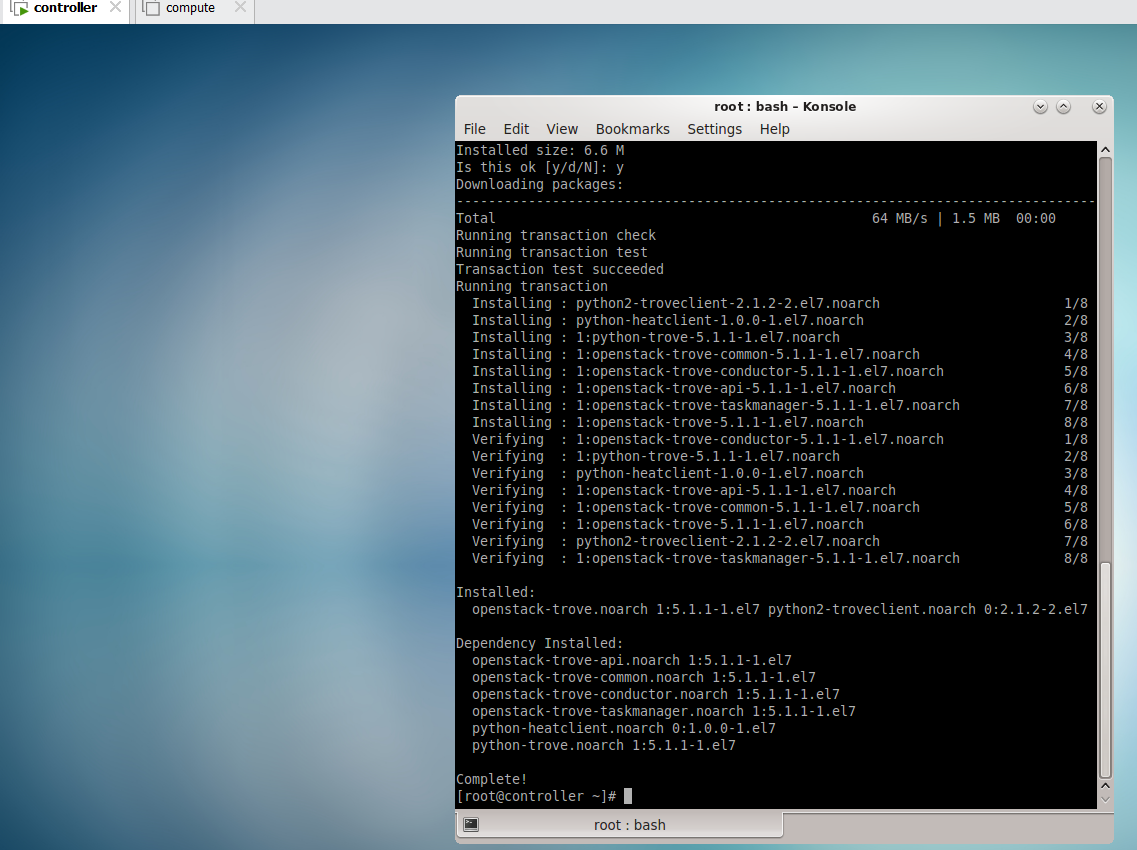 controller compute
root : bash – Konsole
File Edit View Bookmarks Settings Help
Installed size: 6.6 M
Is this ok [y/d/N]: y
Downloading packages:
--------------------------------------------------------------------------------
Total 64 MB/s | 1.5 MB 00:00
Running transaction check
Running transaction test
Transaction test succeeded
Running transaction
Installing : python2-troveclient-2.1.2-2.el7.noarch 1/8
Installing : python-heatclient-1.0.0-1.el7.noarch 2/8
Installing : 1:python-trove-5.1.1-1.el7.noarch 3/8
Installing : 1:openstack-trove-common-5.1.1-1.el7.noarch 4/8
Installing : 1:openstack-trove-conductor-5.1.1-1.el7.noarch 5/8
Installing : 1:openstack-trove-api-5.1.1-1.el7.noarch 6/8
Installing : 1:openstack-trove-taskmanager-5.1.1-1.el7.noarch 7/8
Installing : 1:openstack-trove-5.1.1-1.el7.noarch 8/8
Verifying : 1:openstack-trove-conductor-5.1.1-1.el7.noarch 1/8
Verifying : 1:python-trove-5.1.1-1.el7.noarch 2/8
Verifying : python-heatclient-1.0.0-1.el7.noarch 3/8
Verifying : 1:openstack-trove-api-5.1.1-1.el7.noarch 4/8
Verifying : 1:openstack-trove-common-5.1.1-1.el7.noarch 5/8
Verifying : 1:openstack-trove-5.1.1-1.el7.noarch 6/8
Verifying : python2-troveclient-2.1.2-2.el7.noarch 7/8
Verifying : 1:openstack-trove-taskmanager-5.1.1-1.el7.noarch 8/8
Installed:
openstack-trove.noarch 1:5.1.1-1.el7 python2-troveclient.noarch 0:2.1.2-2.el7
Dependency Installed:
openstack-trove-api.noarch 1:5.1.1-1.el7
openstack-trove-common.noarch 1:5.1.1-1.el7
openstack-trove-conductor.noarch 1:5.1.1-1.el7
openstack-trove-taskmanager.noarch 1:5.1.1-1.el7
python-heatclient.noarch 0:1.0.0-1.el7
python-trove.noarch 1:5.1.1-1.el7
Complete!
[root@controller ~]#
root : bash